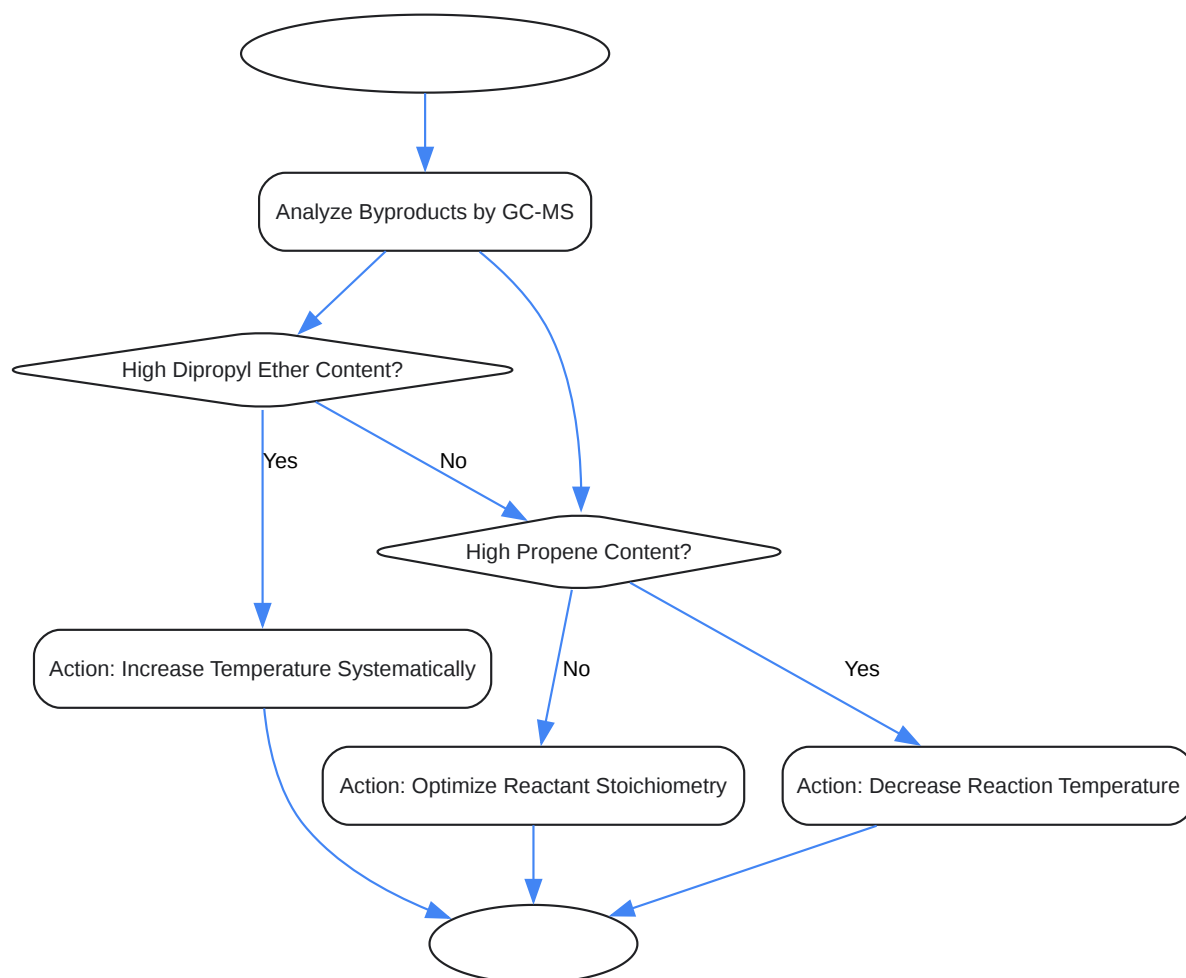 Analyze Byproducts by GC-MS
High Dipropyl Ether Content?
Yes
No
High Propene Content?
Action: Increase Temperature Systematically
No
Yes
Action: Optimize Reactant Stoichiometry
Action: Decrease Reaction Temperature